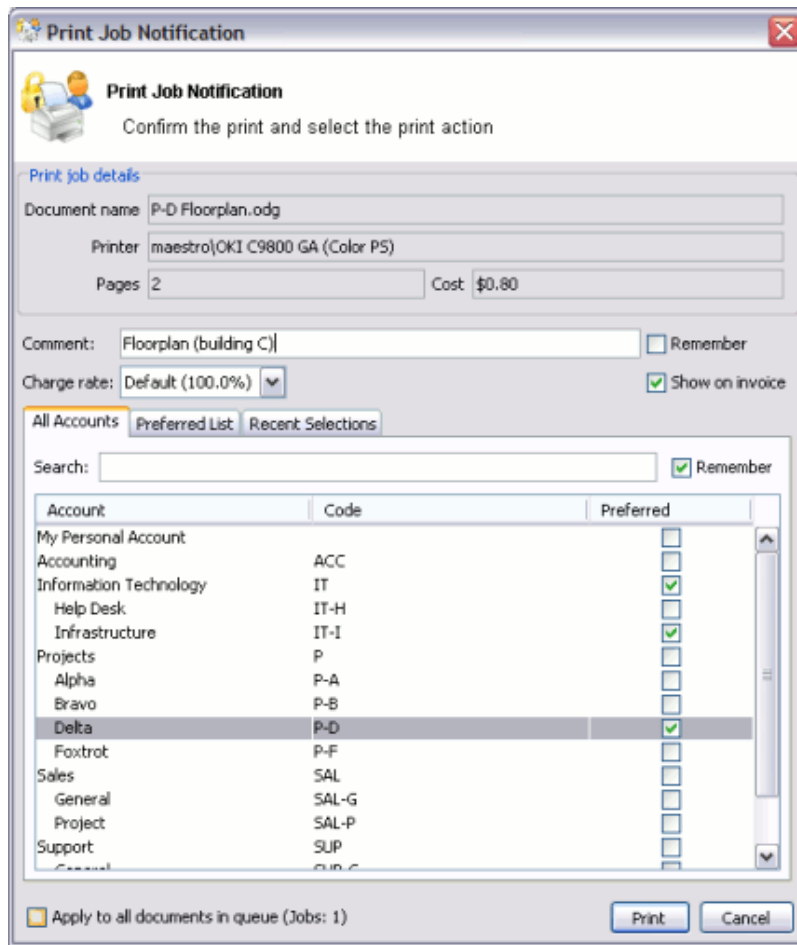 Print Job Notification
Print Job Notification
Confirm the print and select the print action
Print job details
Document name P-D Floorplan.odg
Printer maestro\OKI C9800 GA (Color PS)
Pages 2 Cost $0.80
Comment: Floorplan (building C) Remember
Charge rate: Default (100.0%) Show on invoice
All Accounts Preferred List Recent Selections
Search: Remember
Account Code Preferred
My Personal Account
Accounting ACC
Information Technology IT
Help Desk IT-H
Infrastructure IT-I
Projects P
Alpha P-A
Bravo P-B
Delta P-D
Foxtrot P-F
Sales SAL
General SAL-G
Project SAL-P
Support SUP
Apply to all documents in queue (Jobs: 1) Print Cancel